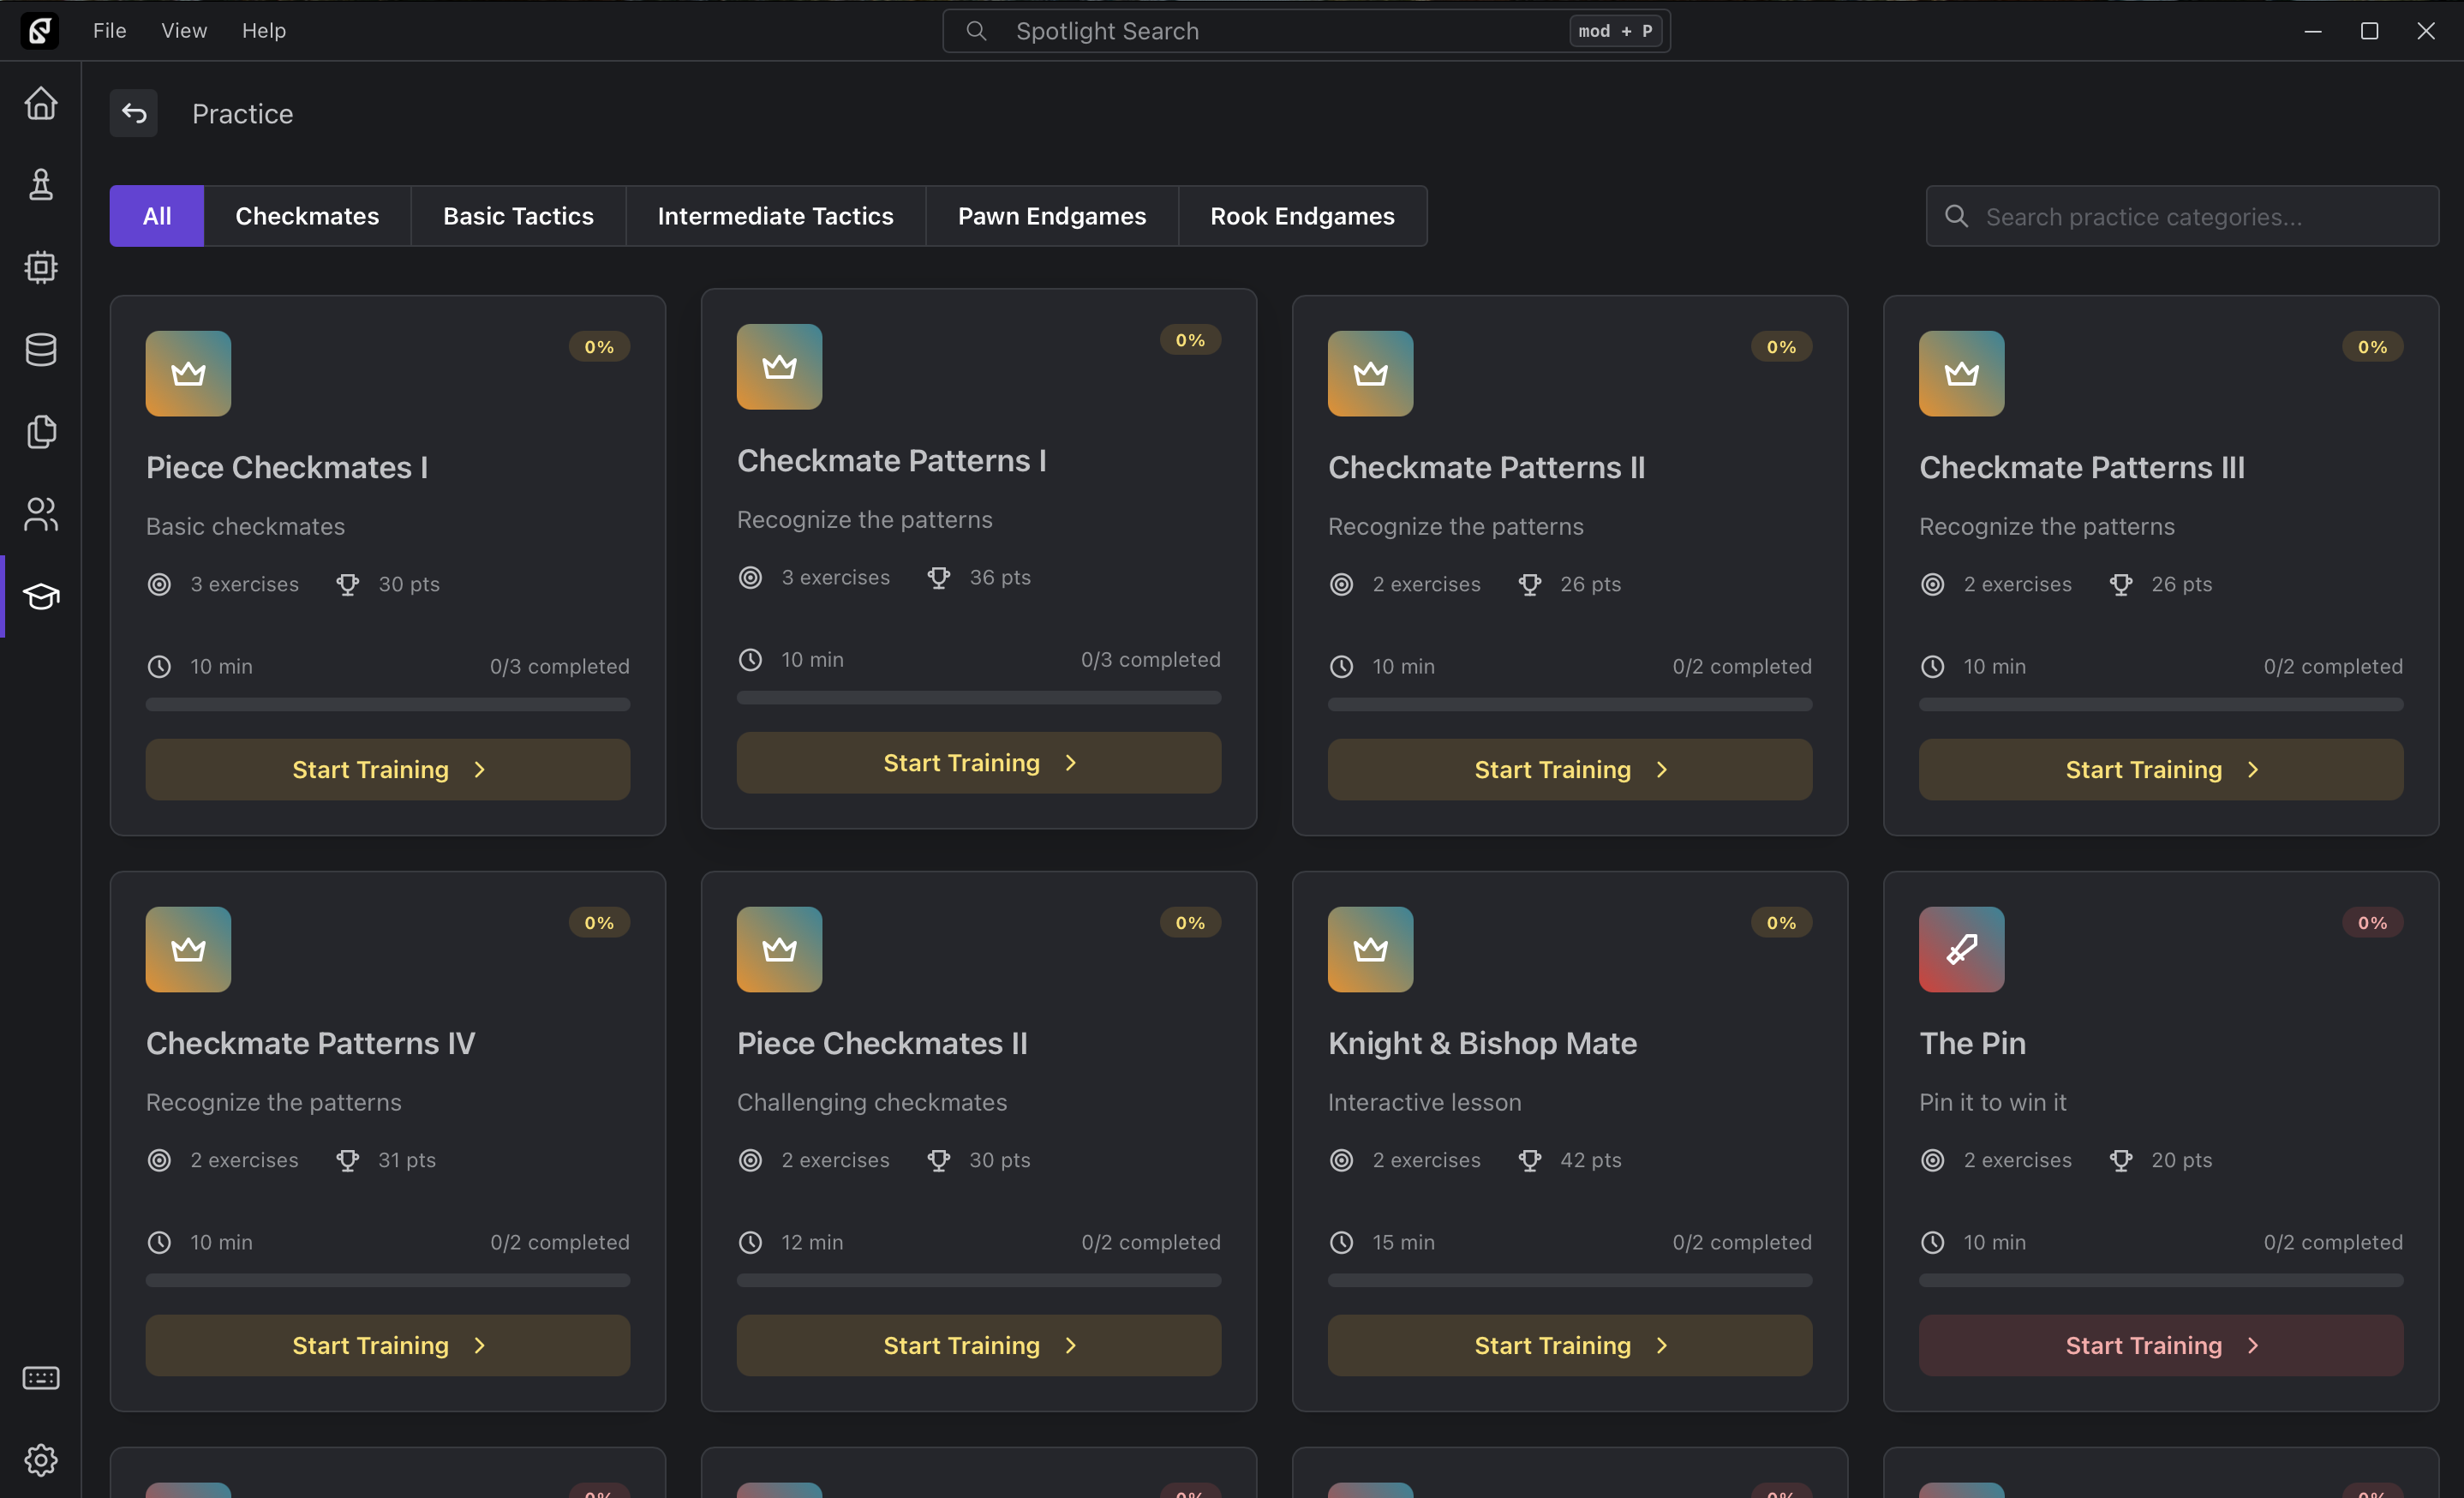 File View Help
Spotlight Search
mod + P
Practice
All
Checkmates
Basic Tactics
Intermediate Tactics
Pawn Endgames
Rook Endgames
Search practice categories...
0%
Piece Checkmates I
Basic checkmates
3 exercises 30 pts
10 min 0/3 completed
Start Training
0%
Checkmate Patterns I
Recognize the patterns
3 exercises 36 pts
10 min 0/3 completed
Start Training
0%
Checkmate Patterns II
Recognize the patterns
2 exercises 26 pts
10 min 0/2 completed
Start Training
0%
Checkmate Patterns III
Recognize the patterns
2 exercises 26 pts
10 min 0/2 completed
Start Training
0%
Checkmate Patterns IV
Recognize the patterns
2 exercises 31 pts
10 min 0/2 completed
Start Training
0%
Piece Checkmates II
Challenging checkmates
2 exercises 30 pts
12 min 0/2 completed
Start Training
0%
Knight & Bishop Mate
Interactive lesson
2 exercises 42 pts
15 min 0/2 completed
Start Training
0%
The Pin
Pin it to win it
2 exercises 20 pts
10 min 0/2 completed
Start Training
0%
0%
0%
0%